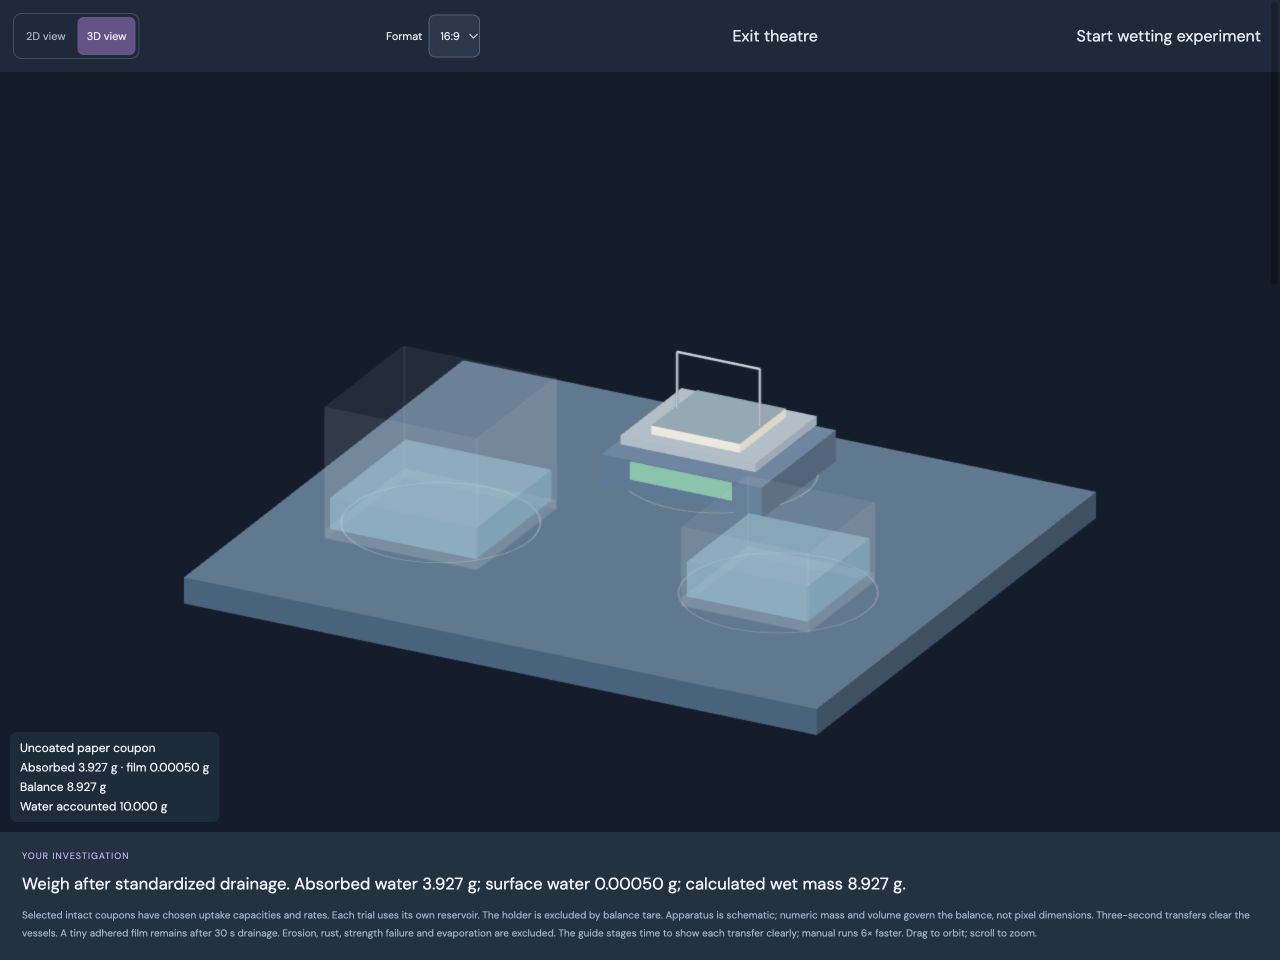 2D view
3D view
Format
16:9
Exit theatre
Start wetting experiment
Uncoated paper coupon
Absorbed 3.927 g · film 0.00050 g
Balance 8.927 g
Water accounted 10.000 g
YOUR INVESTIGATION
Weigh after standardized drainage. Absorbed water 3.927 g; surface water 0.00050 g; calculated wet mass 8.927 g.
Selected intact coupons have chosen uptake capacities and rates. Each trial uses its own reservoir. The holder is excluded by balance tare. Apparatus is schematic; numeric mass and volume govern the balance, not pixel dimensions. Three-second transfers clear the
vessels. A tiny adhered film remains after 30 s drainage. Erosion, rust, strength failure and evaporation are excluded. The guide stages time to show each transfer clearly; manual runs 6× faster. Drag to orbit; scroll to zoom.